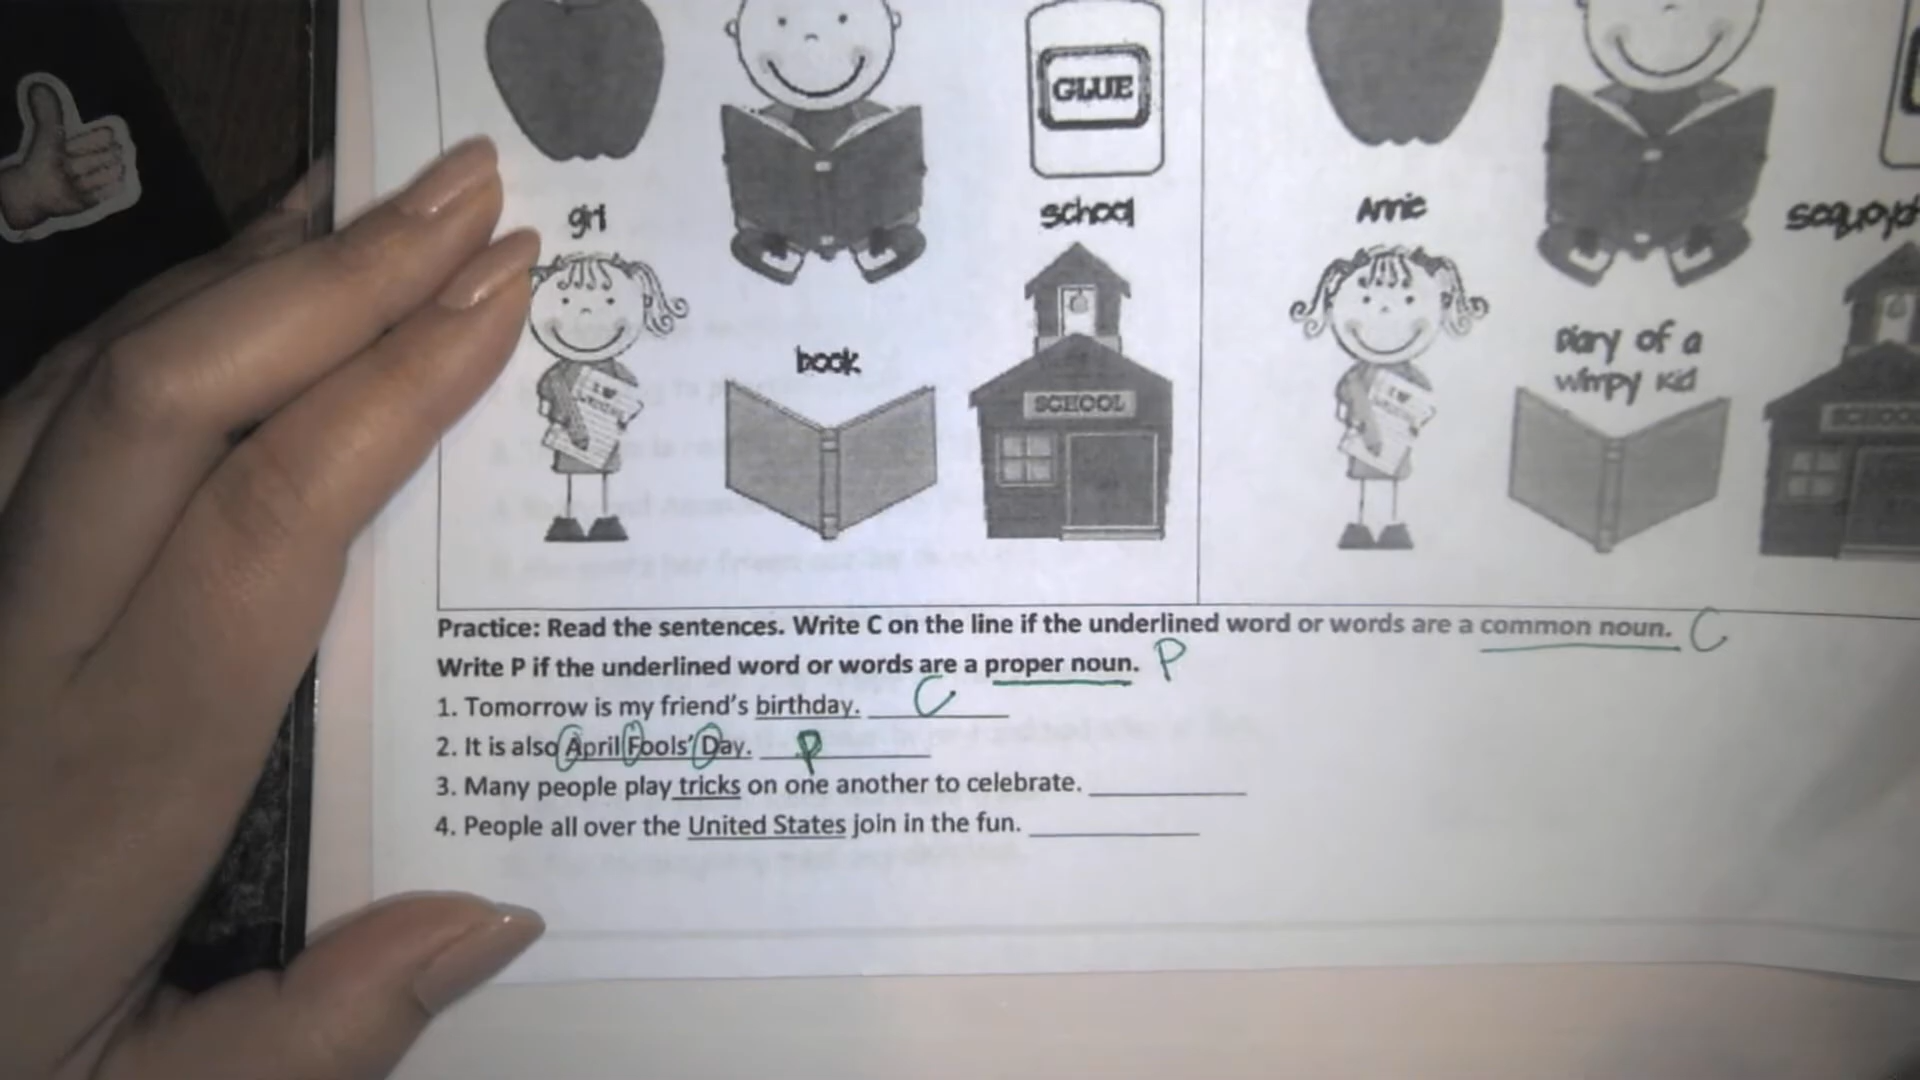 GLUE
girl
school
Annie
book
Diary of a
Wimpy Kid
SCHOOL
SCHOOL
Practice: Read the sentences. Write C on the line if the underlined word or words are a common noun. C
Write P if the underlined word or words are a proper noun. P
1. Tomorrow is my friend's birthday. C
2. It is also April Fools' Day. P
3. Many people play tricks on one another to celebrate. ____________
4. People all over the United States join in the fun. ____________